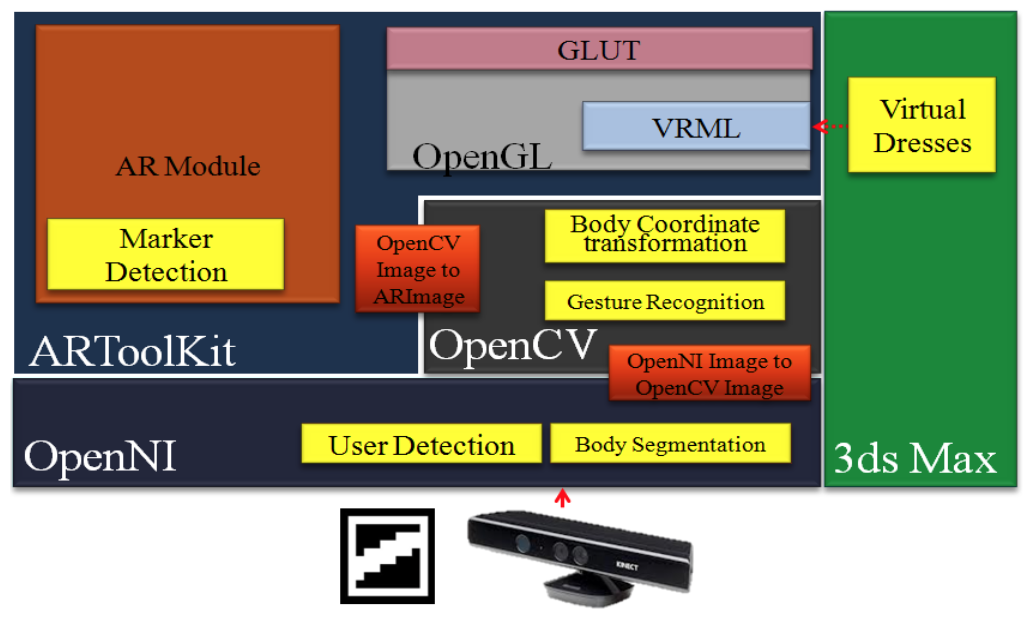 GLUT
VRML
OpenGL
Virtual
Dresses
AR Module
Marker
Detection
OpenCV
Image to
ARImage
Body Coordinate
transformation
Gesture Recognition
ARToolKit
OpenCV
OpenNI Image to
OpenCV Image
OpenNI
User Detection
Body Segmentation
3ds Max
KINECT